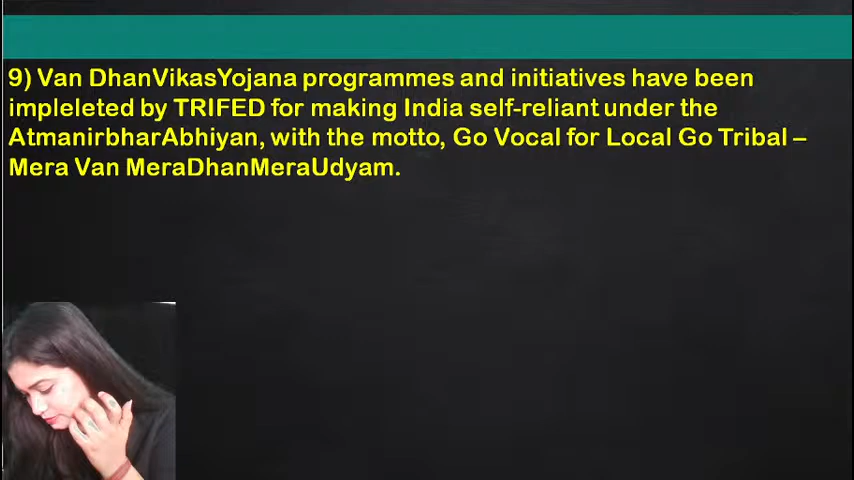 9) Van DhanVikasYojana programmes and initiatives have been
impleleted by TRIFED for making India self-reliant under the
AtmanirbharAbhiyan, with the motto, Go Vocal for Local Go Tribal –
Mera Van MeraDhanMeraUdyam.